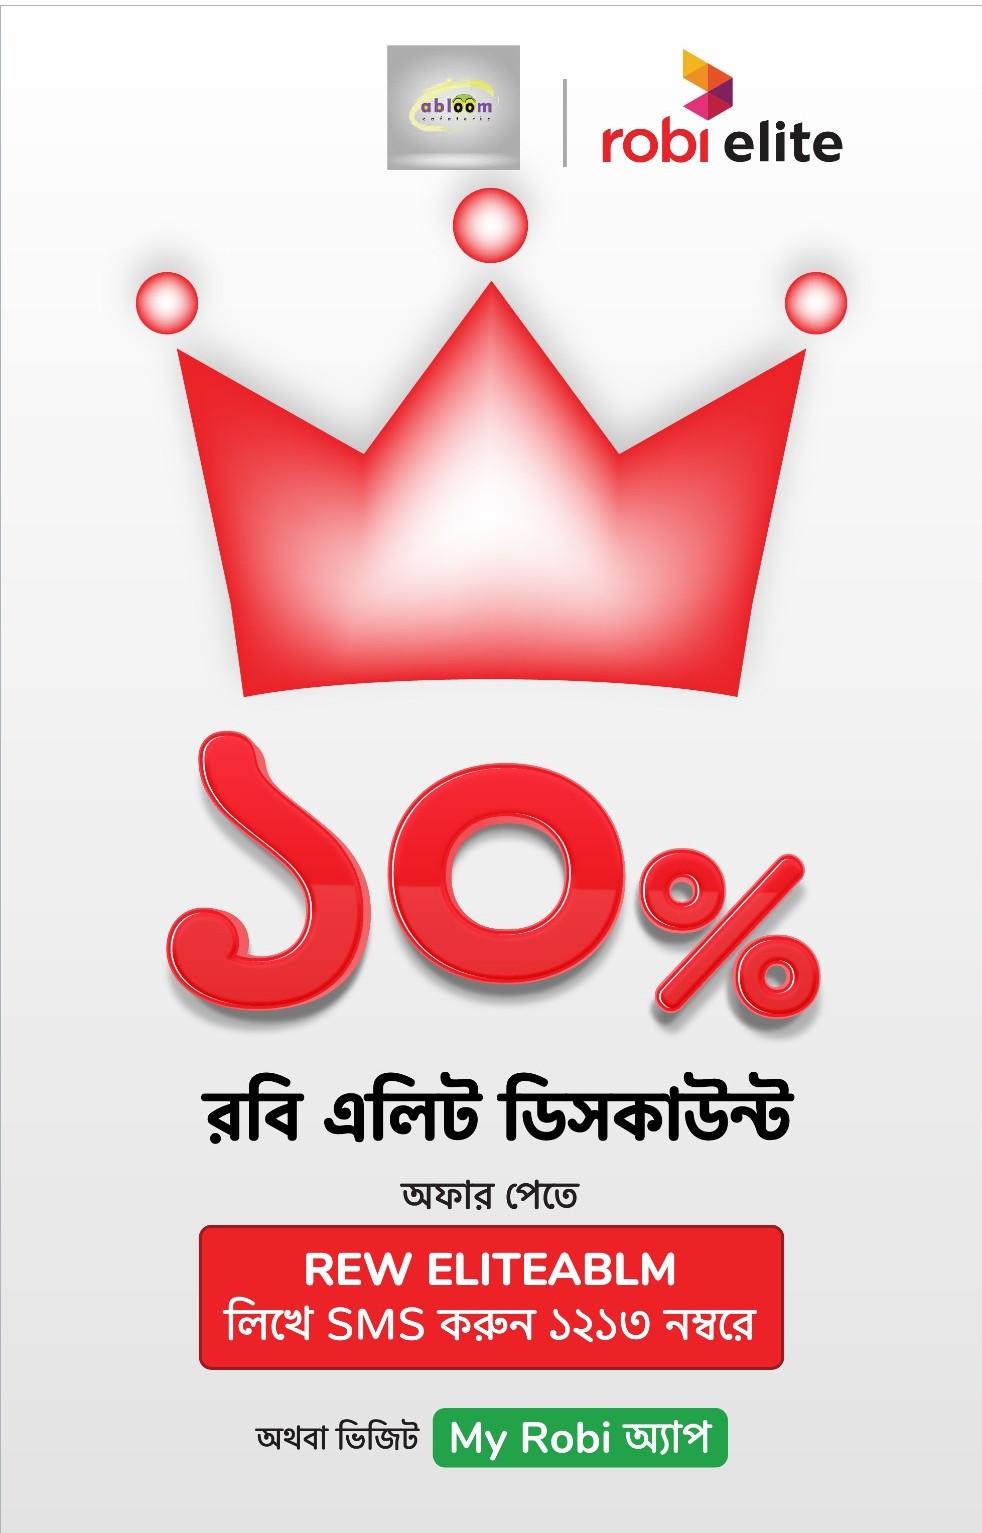 abloom
cafeteria
robi elite
১০%
রবি এলিট ডিসকাউন্ট
অফার পেতে
REW ELITEABLM
লিখে SMS করুন ১২১৩ নম্বরে
অথবা ভিজিট My Robi অ্যাপ